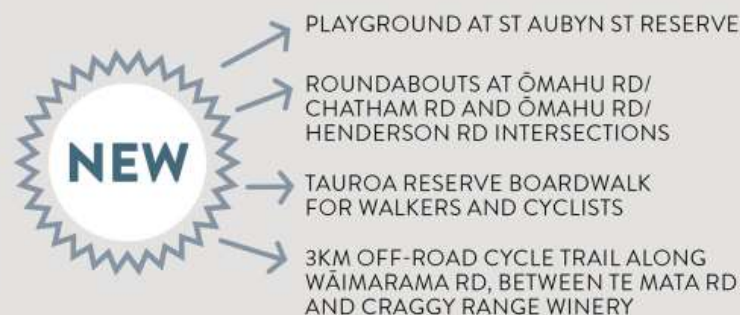 NEW
PLAYGROUND AT ST AUBYN ST RESERVE
ROUNDABOUTS AT ŌMAHU RD/
CHATHAM RD AND ŌMAHU RD/
HENDERSON RD INTERSECTIONS
TAUROA RESERVE BOARDWALK
FOR WALKERS AND CYCLISTS
3KM OFF-ROAD CYCLE TRAIL ALONG
WĀIMARAMA RD, BETWEEN TE MATA RD
AND CRAGGY RANGE WINERY